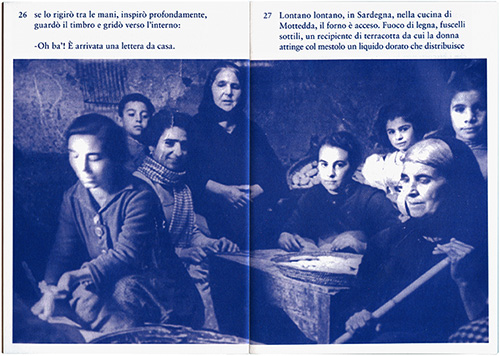 26 se lo rigirò tra le mani, inspirò profondamente,
guardò il timbro e gridò verso l'interno:
-Oh ba'! È arrivata una lettera da casa.
27 Lontano lontano, in Sardegna, nella cucina di
Mottedda, il forno è acceso. Fuoco di legna, fuscelli
sottili, un recipiente di terracotta da cui la donna
attinge col mestolo un liquido dorato che distribuisce